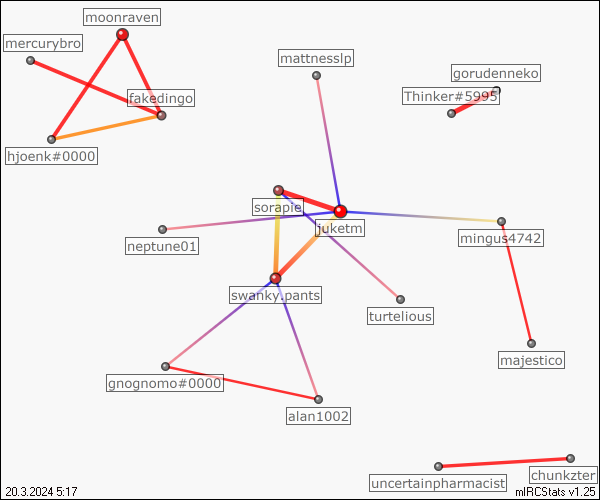 moonraven
mercurybro
mattnesslp
gorudenneko
Thinker#5995
fakedingo
hjoenk#0000
sorapie
juketm
neptune01
mingus4742
swanky.pants
turtelious
majestico
gnognomo#0000
alan1002
chunkzter
uncertainpharmacist
20.3.2024 5:17
mIRCStats v1.25